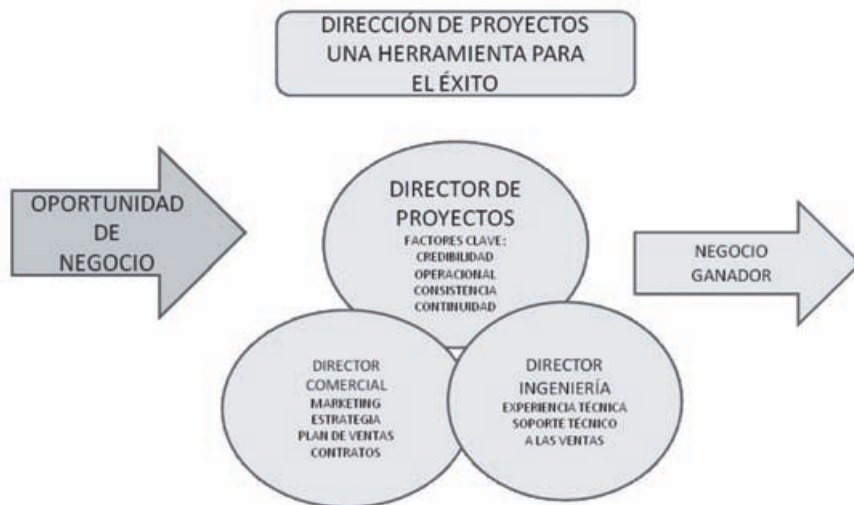 DIRECCIÓN DE PROYECTOS
UNA HERRAMIENTA PARA
EL ÉXITO
OPORTUNIDAD
DE
NEGOCIO
DIRECTOR DE
PROYECTOS
FACTORES CLAVE:
CREDIBILIDAD
OPERACIONAL
CONSISTENCIA
CONTINUIDAD
NEGOCIO
GANADOR
DIRECTOR
COMERCIAL
MARKETING
ESTRATEGIA
PLAN DE VENTAS
CONTRATOS
DIRECTOR
INGENIERÍA
EXPERIENCIA TÉCNICA
SOPORTE TÉCNICO
A LAS VENTAS